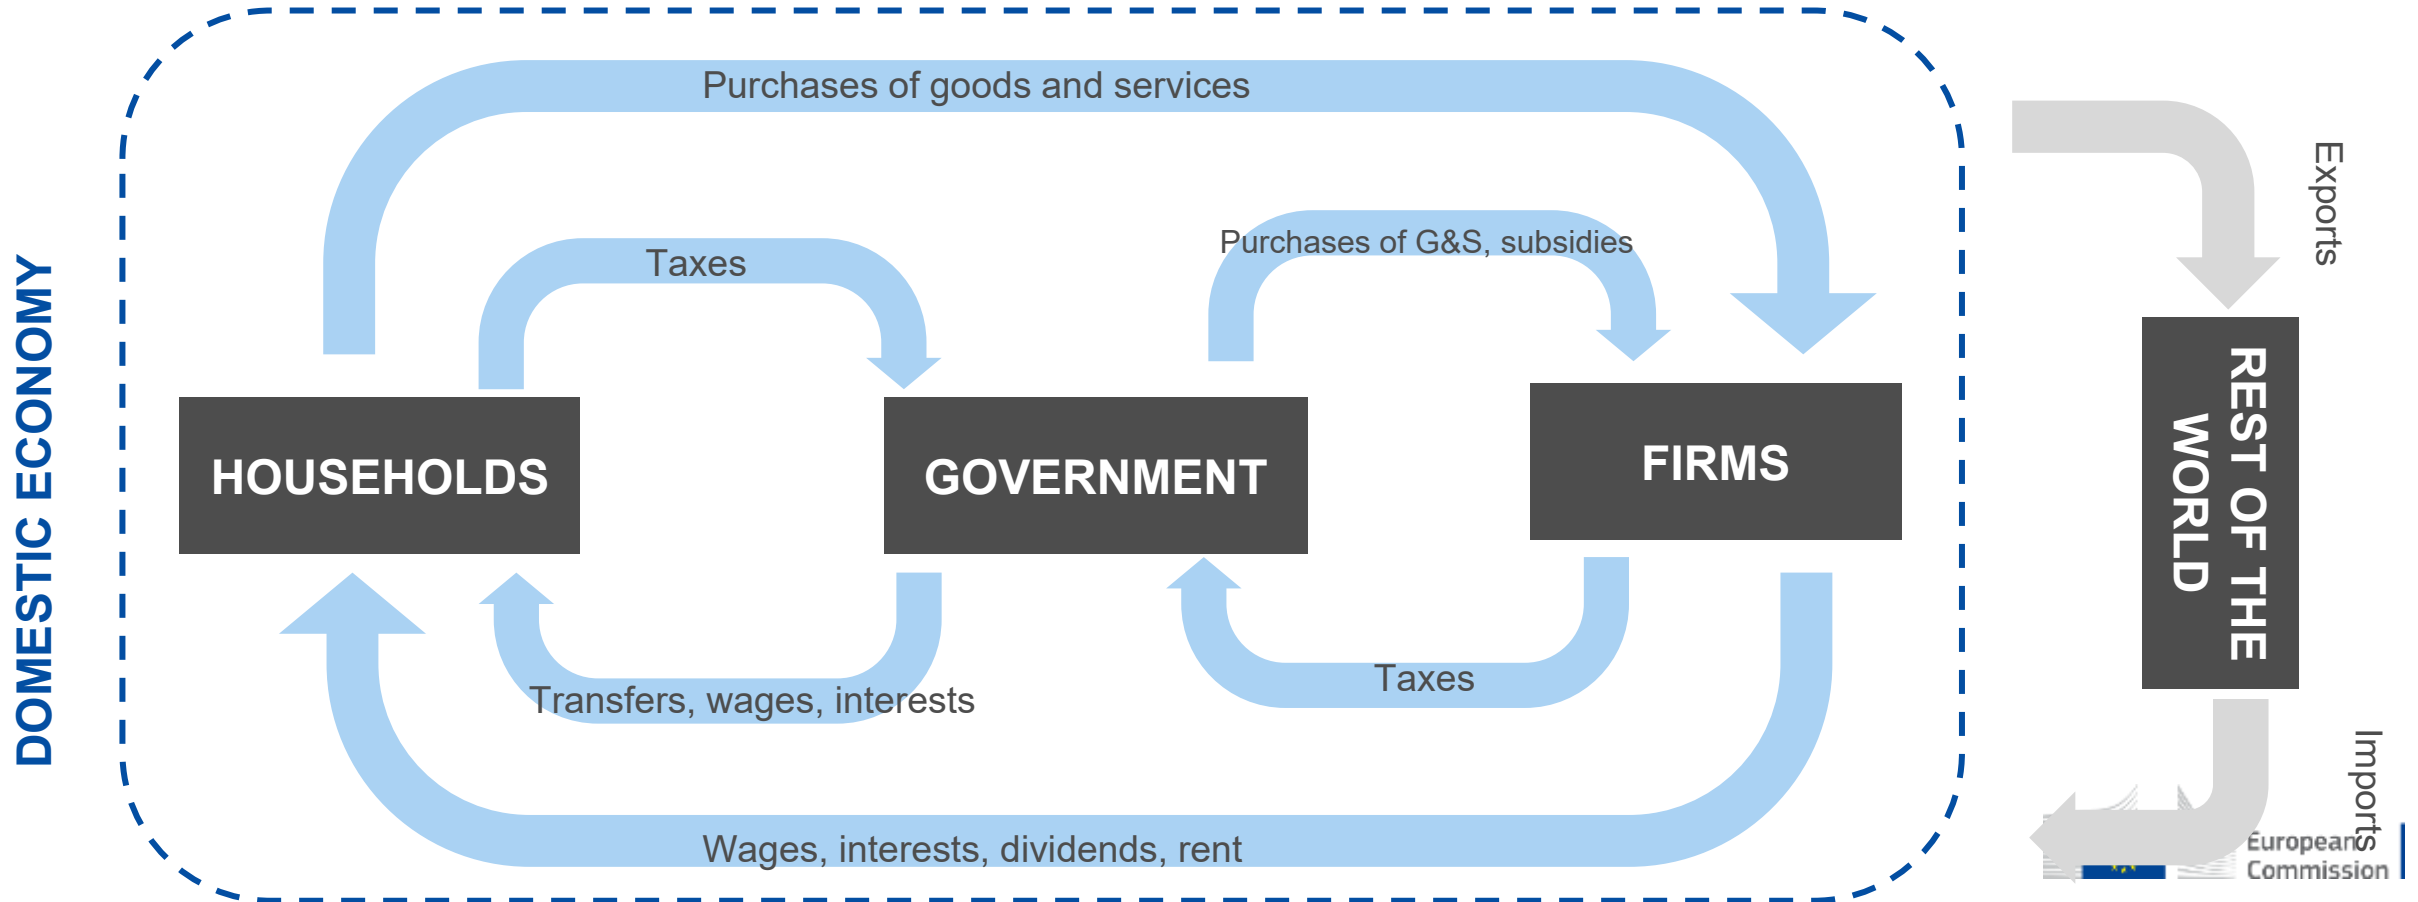 DOMESTIC ECONOMY
Purchases of goods and services
Taxes
Purchases of G&S, subsidies
Exports
HOUSEHOLDS
GOVERNMENT
FIRMS
REST OF THE
WORLD
Transfers, wages, interests
Taxes
Wages, interests, dividends, rent
Imports
European
Commission